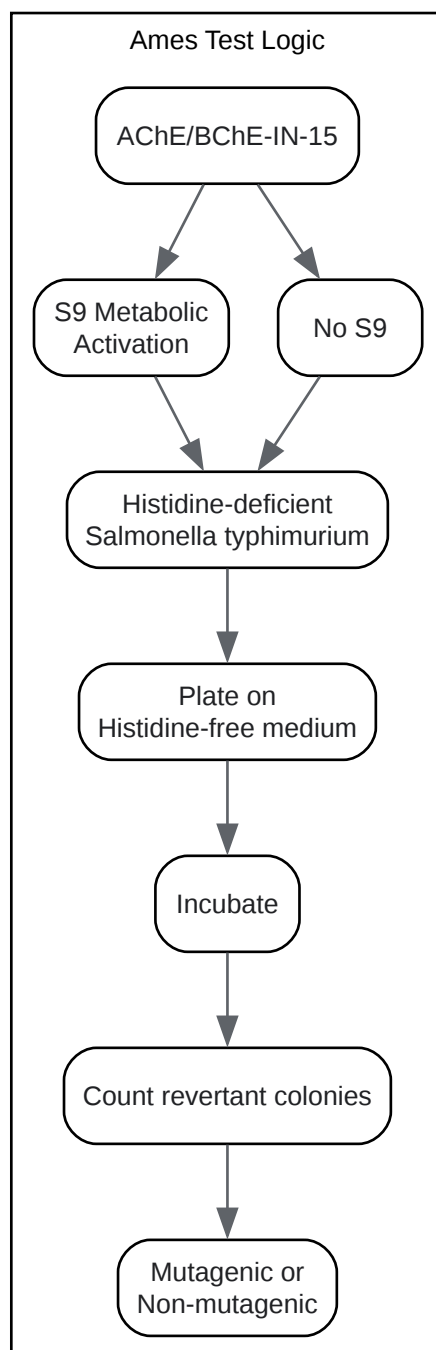 Ames Test Logic
AChE/BChE-IN-15
S9 Metabolic
Activation
No S9
Histidine-deficient
Salmonella typhimurium
Plate on
Histidine-free medium
Incubate
Count revertant colonies
Mutagenic or
Non-mutagenic